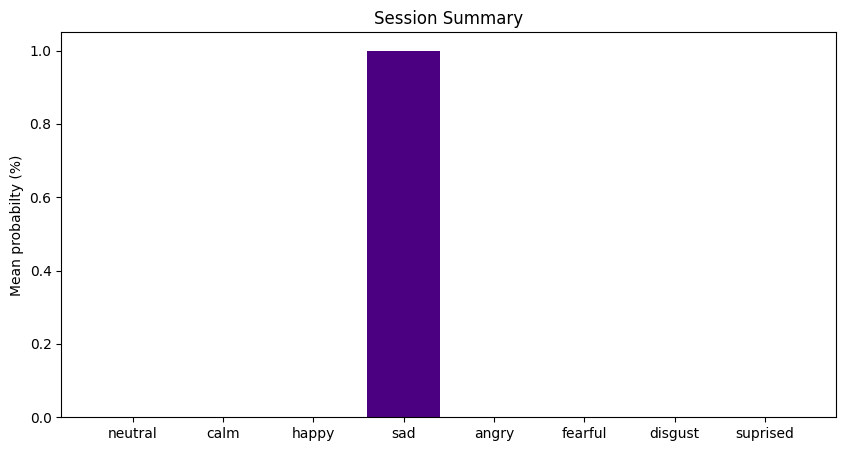 Session Summary
Mean probabilty (%)
1.0
0.8
0.6
0.4
0.2
0.0
neutral calm happy sad angry fearful disgust suprised